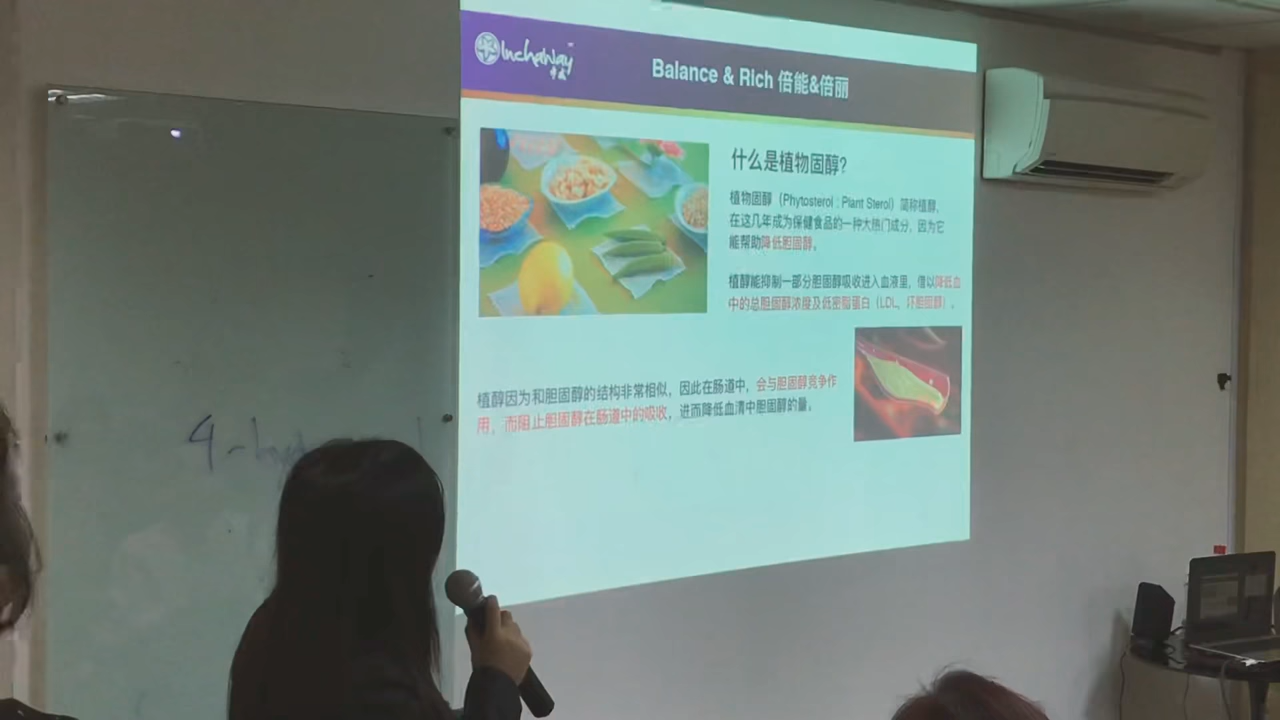 InchaWay
Balance & Rich 倍能&倍丽
什么是植物固醇?
植物固醇（Phytosterol : Plant Sterol）简称植醇，
在这几年成为保健食品的一种大热门成分，因为它
能帮助降低胆固醇。
植醇能抑制一部分胆固醇吸收进入血液里，借以降低血
中的总胆固醇浓度及低密脂蛋白（LDL，坏胆固醇）。
植醇因为和胆固醇的结构非常相似，因此在肠道中，会与胆固醇竞争作
用，而阻止胆固醇在肠道中的吸收，进而降低血清中胆固醇的量。